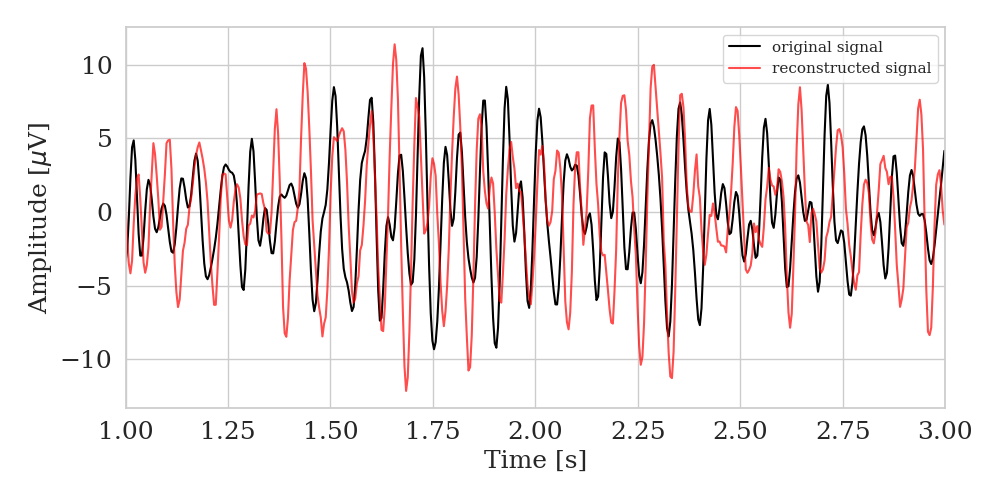 original signal
reconstructed signal
Amplitude [μV]
10
5
0
−5
−10
1.00 1.25 1.50 1.75 2.00 2.25 2.50 2.75 3.00
Time [s]